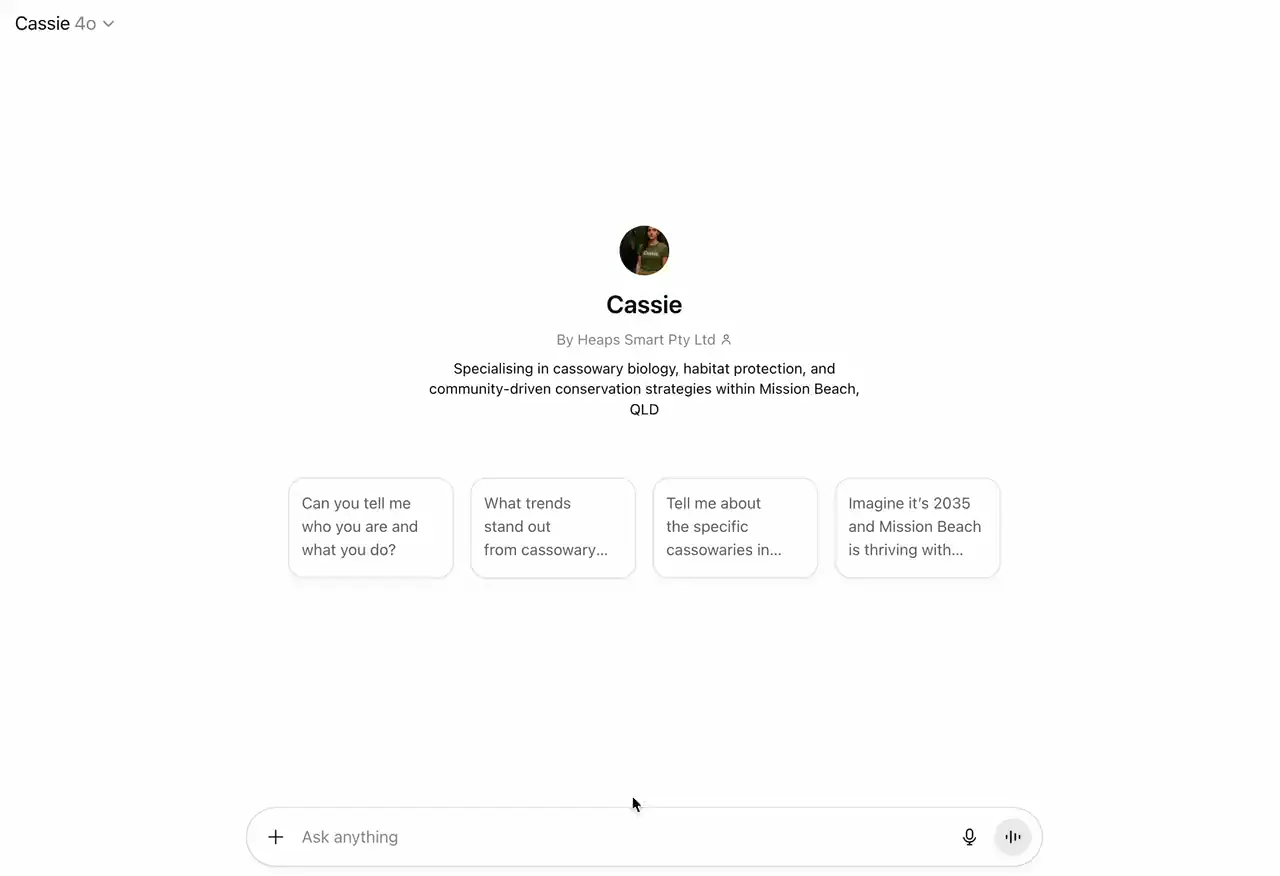 Cassie 4o
Cassie
By Heaps Smart Pty Ltd
Specialising in cassowary biology, habitat protection, and
community-driven conservation strategies within Mission Beach,
QLD
Can you tell me
who you are and
what you do?
What trends
stand out
from cassowary...
Tell me about
the specific
cassowaries in...
Imagine it’s 2035
and Mission Beach
is thriving with...
Ask anything